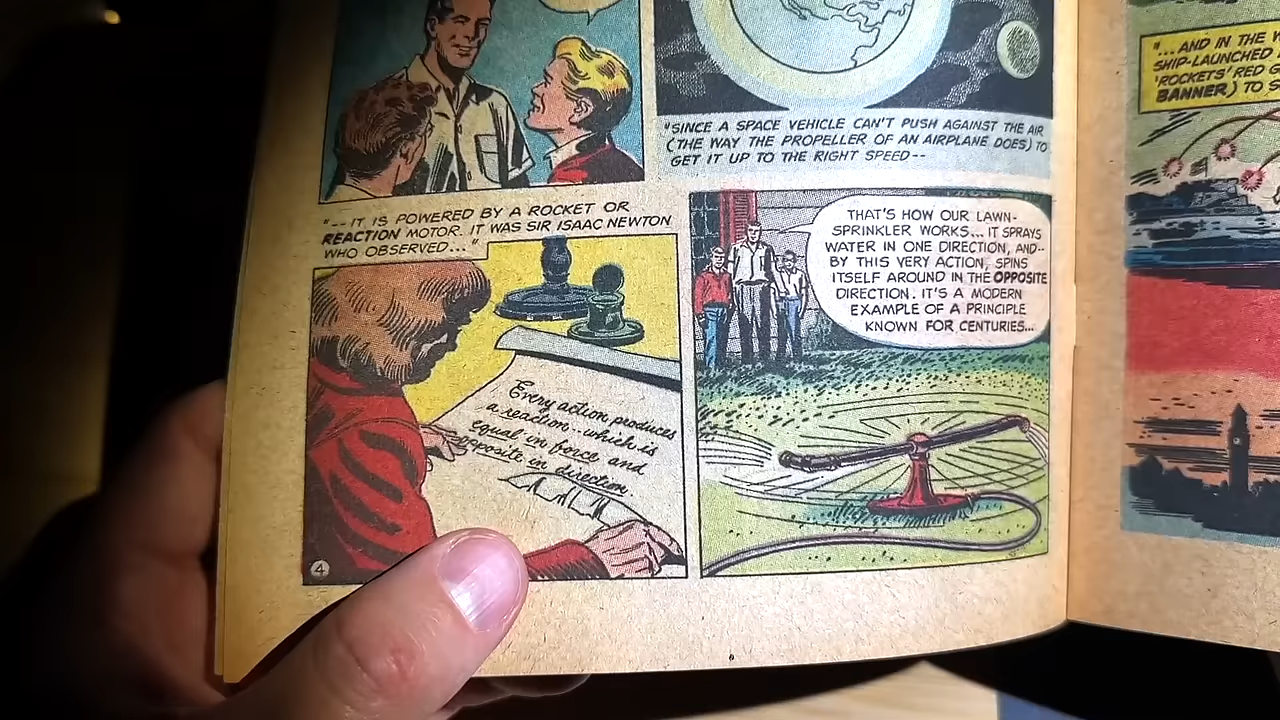 "SINCE A SPACE VEHICLE CAN'T PUSH AGAINST THE AIR
(THE WAY THE PROPELLER OF AN AIRPLANE DOES) TO
GET IT UP TO THE RIGHT SPEED--
"--IT IS POWERED BY A ROCKET OR
REACTION MOTOR. IT WAS SIR ISAAC NEWTON
WHO OBSERVED..."
Every action produces
a reaction - which is
equal in force and
opposite in direction.
4
THAT'S HOW OUR LAWN-
SPRINKLER WORKS... IT SPRAYS
WATER IN ONE DIRECTION, AND--
BY THIS VERY ACTION, SPINS
ITSELF AROUND IN THE OPPOSITE
DIRECTION. IT'S A MODERN
EXAMPLE OF A PRINCIPLE
KNOWN FOR CENTURIES...
"...AND IN THE
SHIP-LAUNCHED
'ROCKETS' RED
BANNER) TO